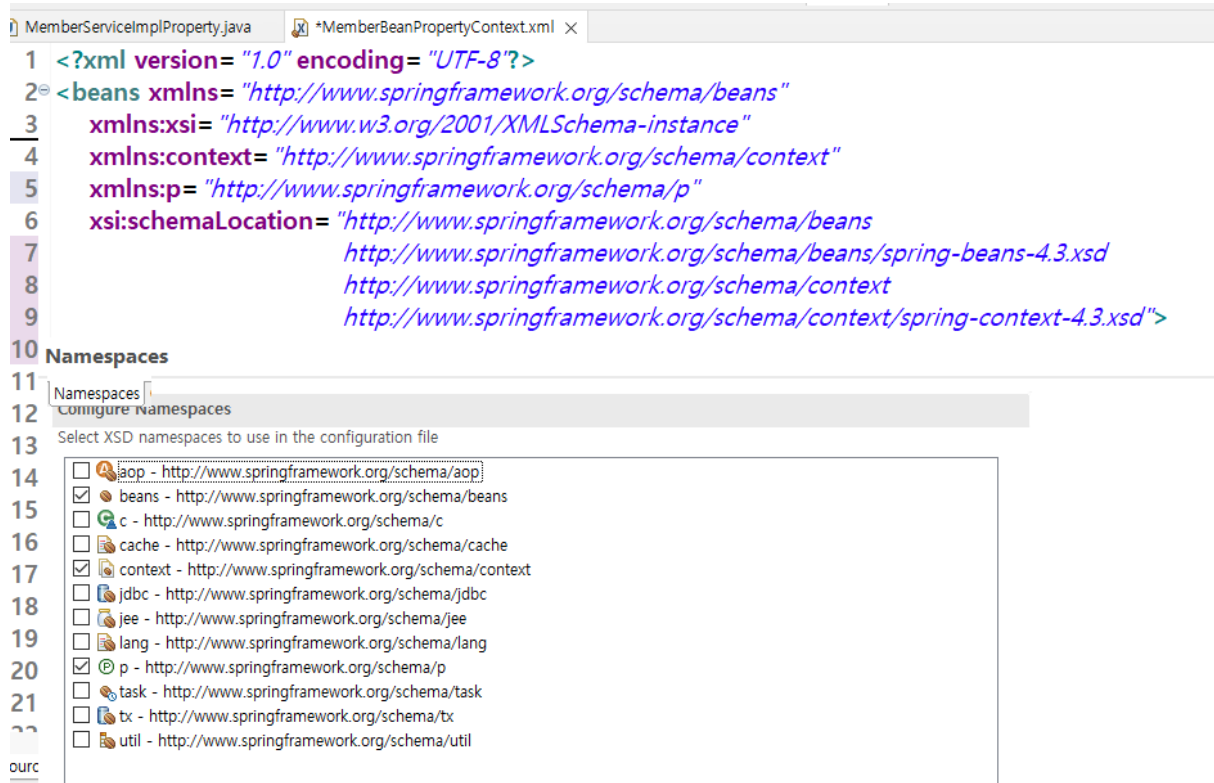 MemberServiceImplProperty.java *MemberBeanPropertyContext.xml
1 <?xml version="1.0" encoding="UTF-8"?>
2 <beans xmlns="http://www.springframework.org/schema/beans"
3 xmlns:xsi="http://www.w3.org/2001/XMLSchema-instance"
4 xmlns:context="http://www.springframework.org/schema/context"
5 xmlns:p="http://www.springframework.org/schema/p"
6 xsi:schemaLocation="http://www.springframework.org/schema/beans
7 http://www.springframework.org/schema/beans/spring-beans-4.3.xsd
8 http://www.springframework.org/schema/context
9 http://www.springframework.org/schema/context/spring-context-4.3.xsd">
10 Namespaces
11 Namespaces
12 Configure Namespaces
13 Select XSD namespaces to use in the configuration file
14 aop - http://www.springframework.org/schema/aop
beans - http://www.springframework.org/schema/beans
15 c - http://www.springframework.org/schema/c
16 cache - http://www.springframework.org/schema/cache
17 context - http://www.springframework.org/schema/context
jdbc - http://www.springframework.org/schema/jdbc
18 jee - http://www.springframework.org/schema/jee
19 lang - http://www.springframework.org/schema/lang
20 p - http://www.springframework.org/schema/p
task - http://www.springframework.org/schema/task
21 tx - http://www.springframework.org/schema/tx
util - http://www.springframework.org/schema/util
ourc